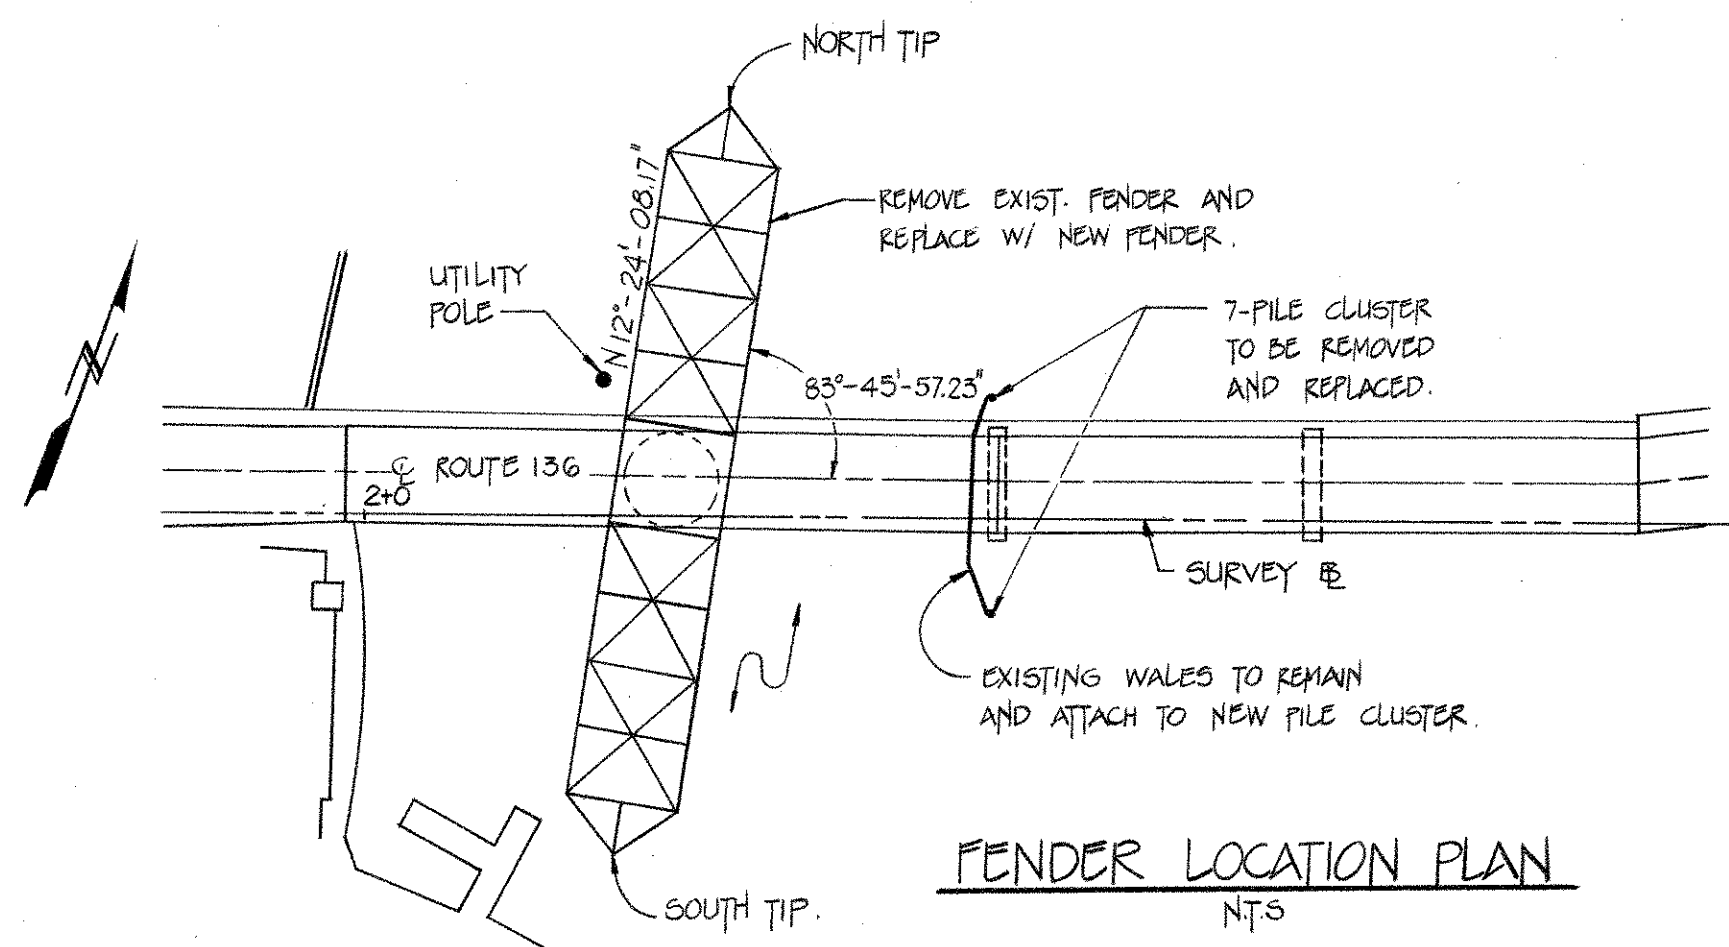 NORTH TIP
N 12°-24'-08.17"
REMOVE EXIST. FENDER AND
REPLACE W/ NEW FENDER.
UTILITY
POLE
7-PILE CLUSTER
TO BE REMOVED
AND REPLACED.
83°-45'-57.23"
℄ ROUTE 136
2+0
SURVEY BL
EXISTING WALES TO REMAIN
AND ATTACH TO NEW PILE CLUSTER.
N
FENDER LOCATION PLAN
N.T.S
SOUTH TIP.